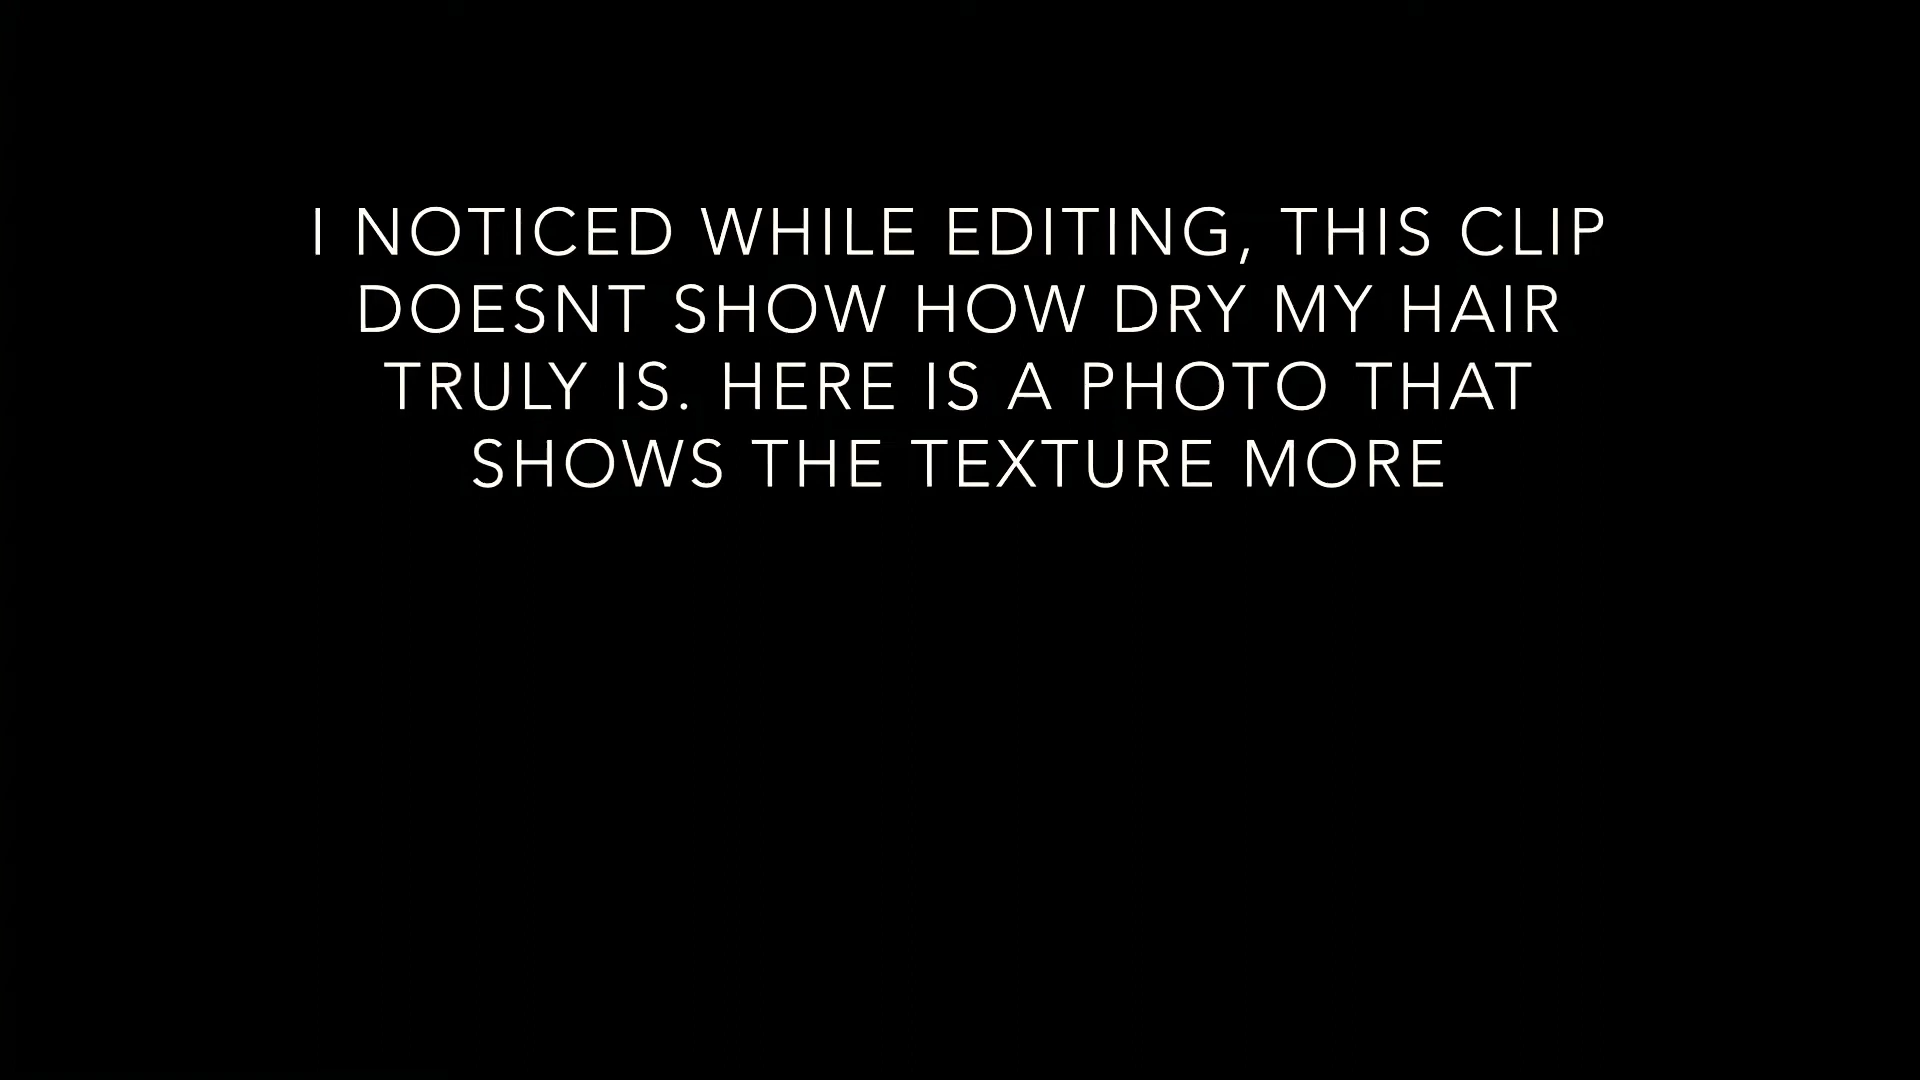 I NOTICED WHILE EDITING, THIS CLIP
DOESNT SHOW HOW DRY MY HAIR
TRULY IS. HERE IS A PHOTO THAT
SHOWS THE TEXTURE MORE